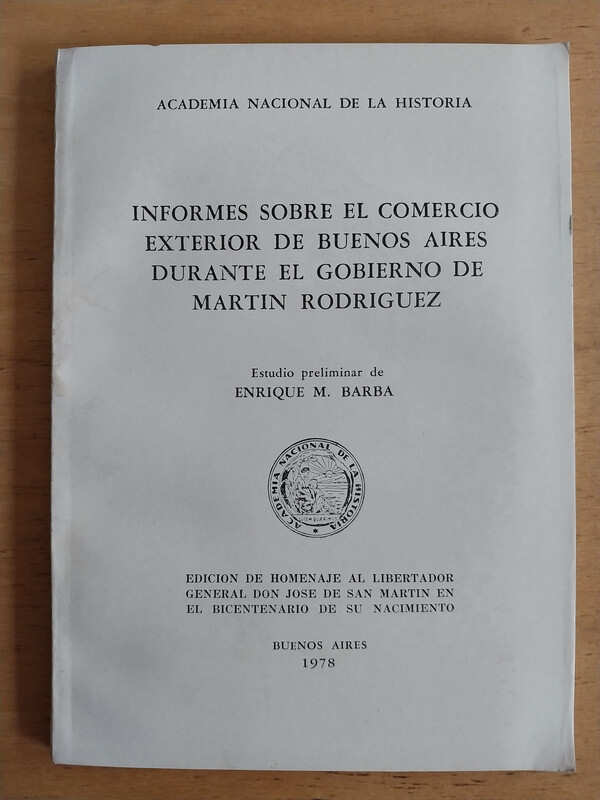 ACADEMIA NACIONAL DE LA HISTORIA
INFORMES SOBRE EL COMERCIO
EXTERIOR DE BUENOS AIRES
DURANTE EL GOBIERNO DE
MARTIN RODRIGUEZ
Estudio preliminar de
ENRIQUE M. BARBA
ACADEMIA NACIONAL DE LA HISTORIA
EDICION DE HOMENAJE AL LIBERTADOR
GENERAL DON JOSE DE SAN MARTIN EN
EL BICENTENARIO DE SU NACIMIENTO
BUENOS AIRES
1978